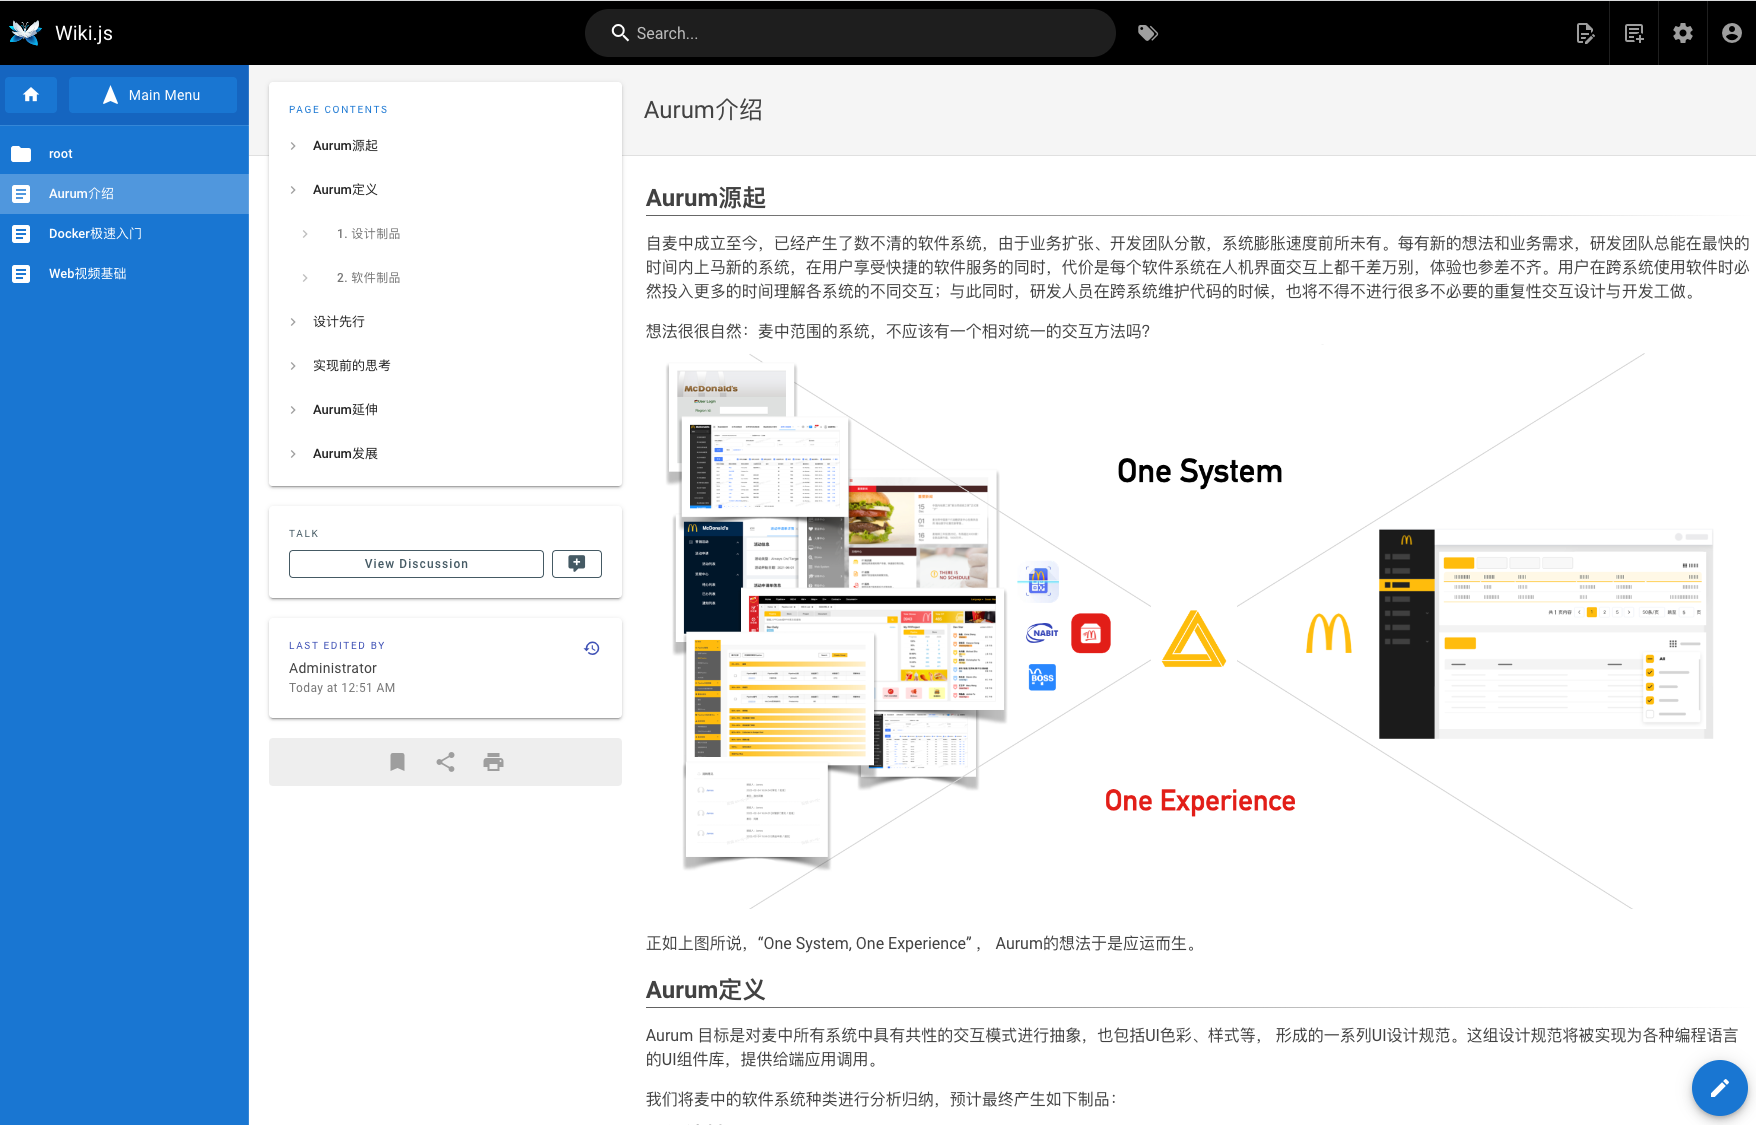 Wiki.js
Search...
Main Menu
root
Aurum介绍
Docker极速入门
Web视频基础
PAGE CONTENTS
Aurum源起
Aurum定义
1. 设计制品
2. 软件制品
设计先行
实现前的思考
Aurum延伸
Aurum发展
TALK
View Discussion
LAST EDITED BY
Administrator
Today at 12:51 AM
Aurum介绍
Aurum源起
自麦中成立至今，已经产生了数不清的软件系统，由于业务扩张、开发团队分散，系统膨胀速度前所未有。每有新的想法和业务需求，研发团队总能在最快的
时间内上马新的系统，在用户享受快捷的软件服务的同时，代价是每个软件系统在人机界面交互上都千差万别，体验也参差不齐。用户在跨系统使用软件时必
然投入更多的时间理解各系统的不同交互；与此同时，研发人员在跨系统维护代码的时候，也将不得不进行很多不必要的重复性交互设计与开发工做。
想法很很自然：麦中范围的系统，不应该有一个相对统一的交互方法吗？
McDonald's
McDonald's
THERE IS
NO SCHEDULE
NABIT
BOSS
One System
One Experience
正如上图所说，“One System, One Experience” ， Aurum的想法于是应运而生。
Aurum定义
Aurum 目标是对麦中所有系统中具有共性的交互模式进行抽象，也包括UI色彩、样式等， 形成的一系列UI设计规范。这组设计规范将被实现为各种编程语言
的UI组件库，提供给端应用调用。
我们将麦中的软件系统种类进行分析归纳，预计最终产生如下制品：